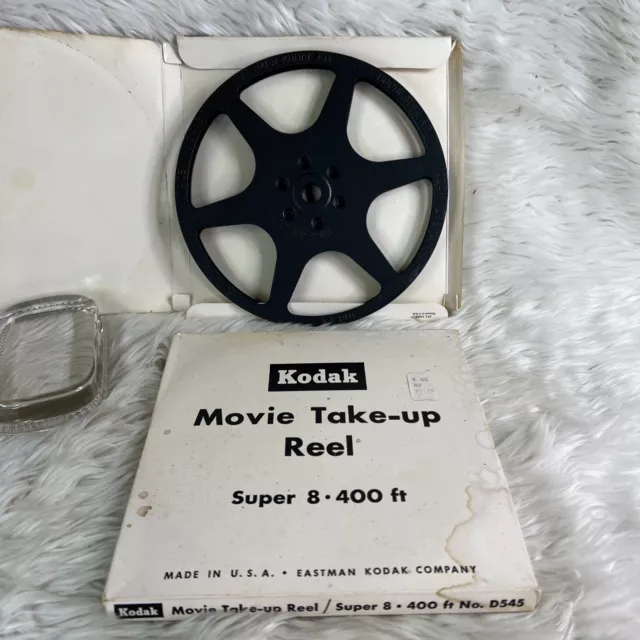 Kodak
Movie Take-up
Reel
Super 8 • 400 ft
MADE IN U.S.A. • EASTMAN KODAK COMPANY
Kodak Movie Take-up Reel / Super 8 • 400 ft No. D545